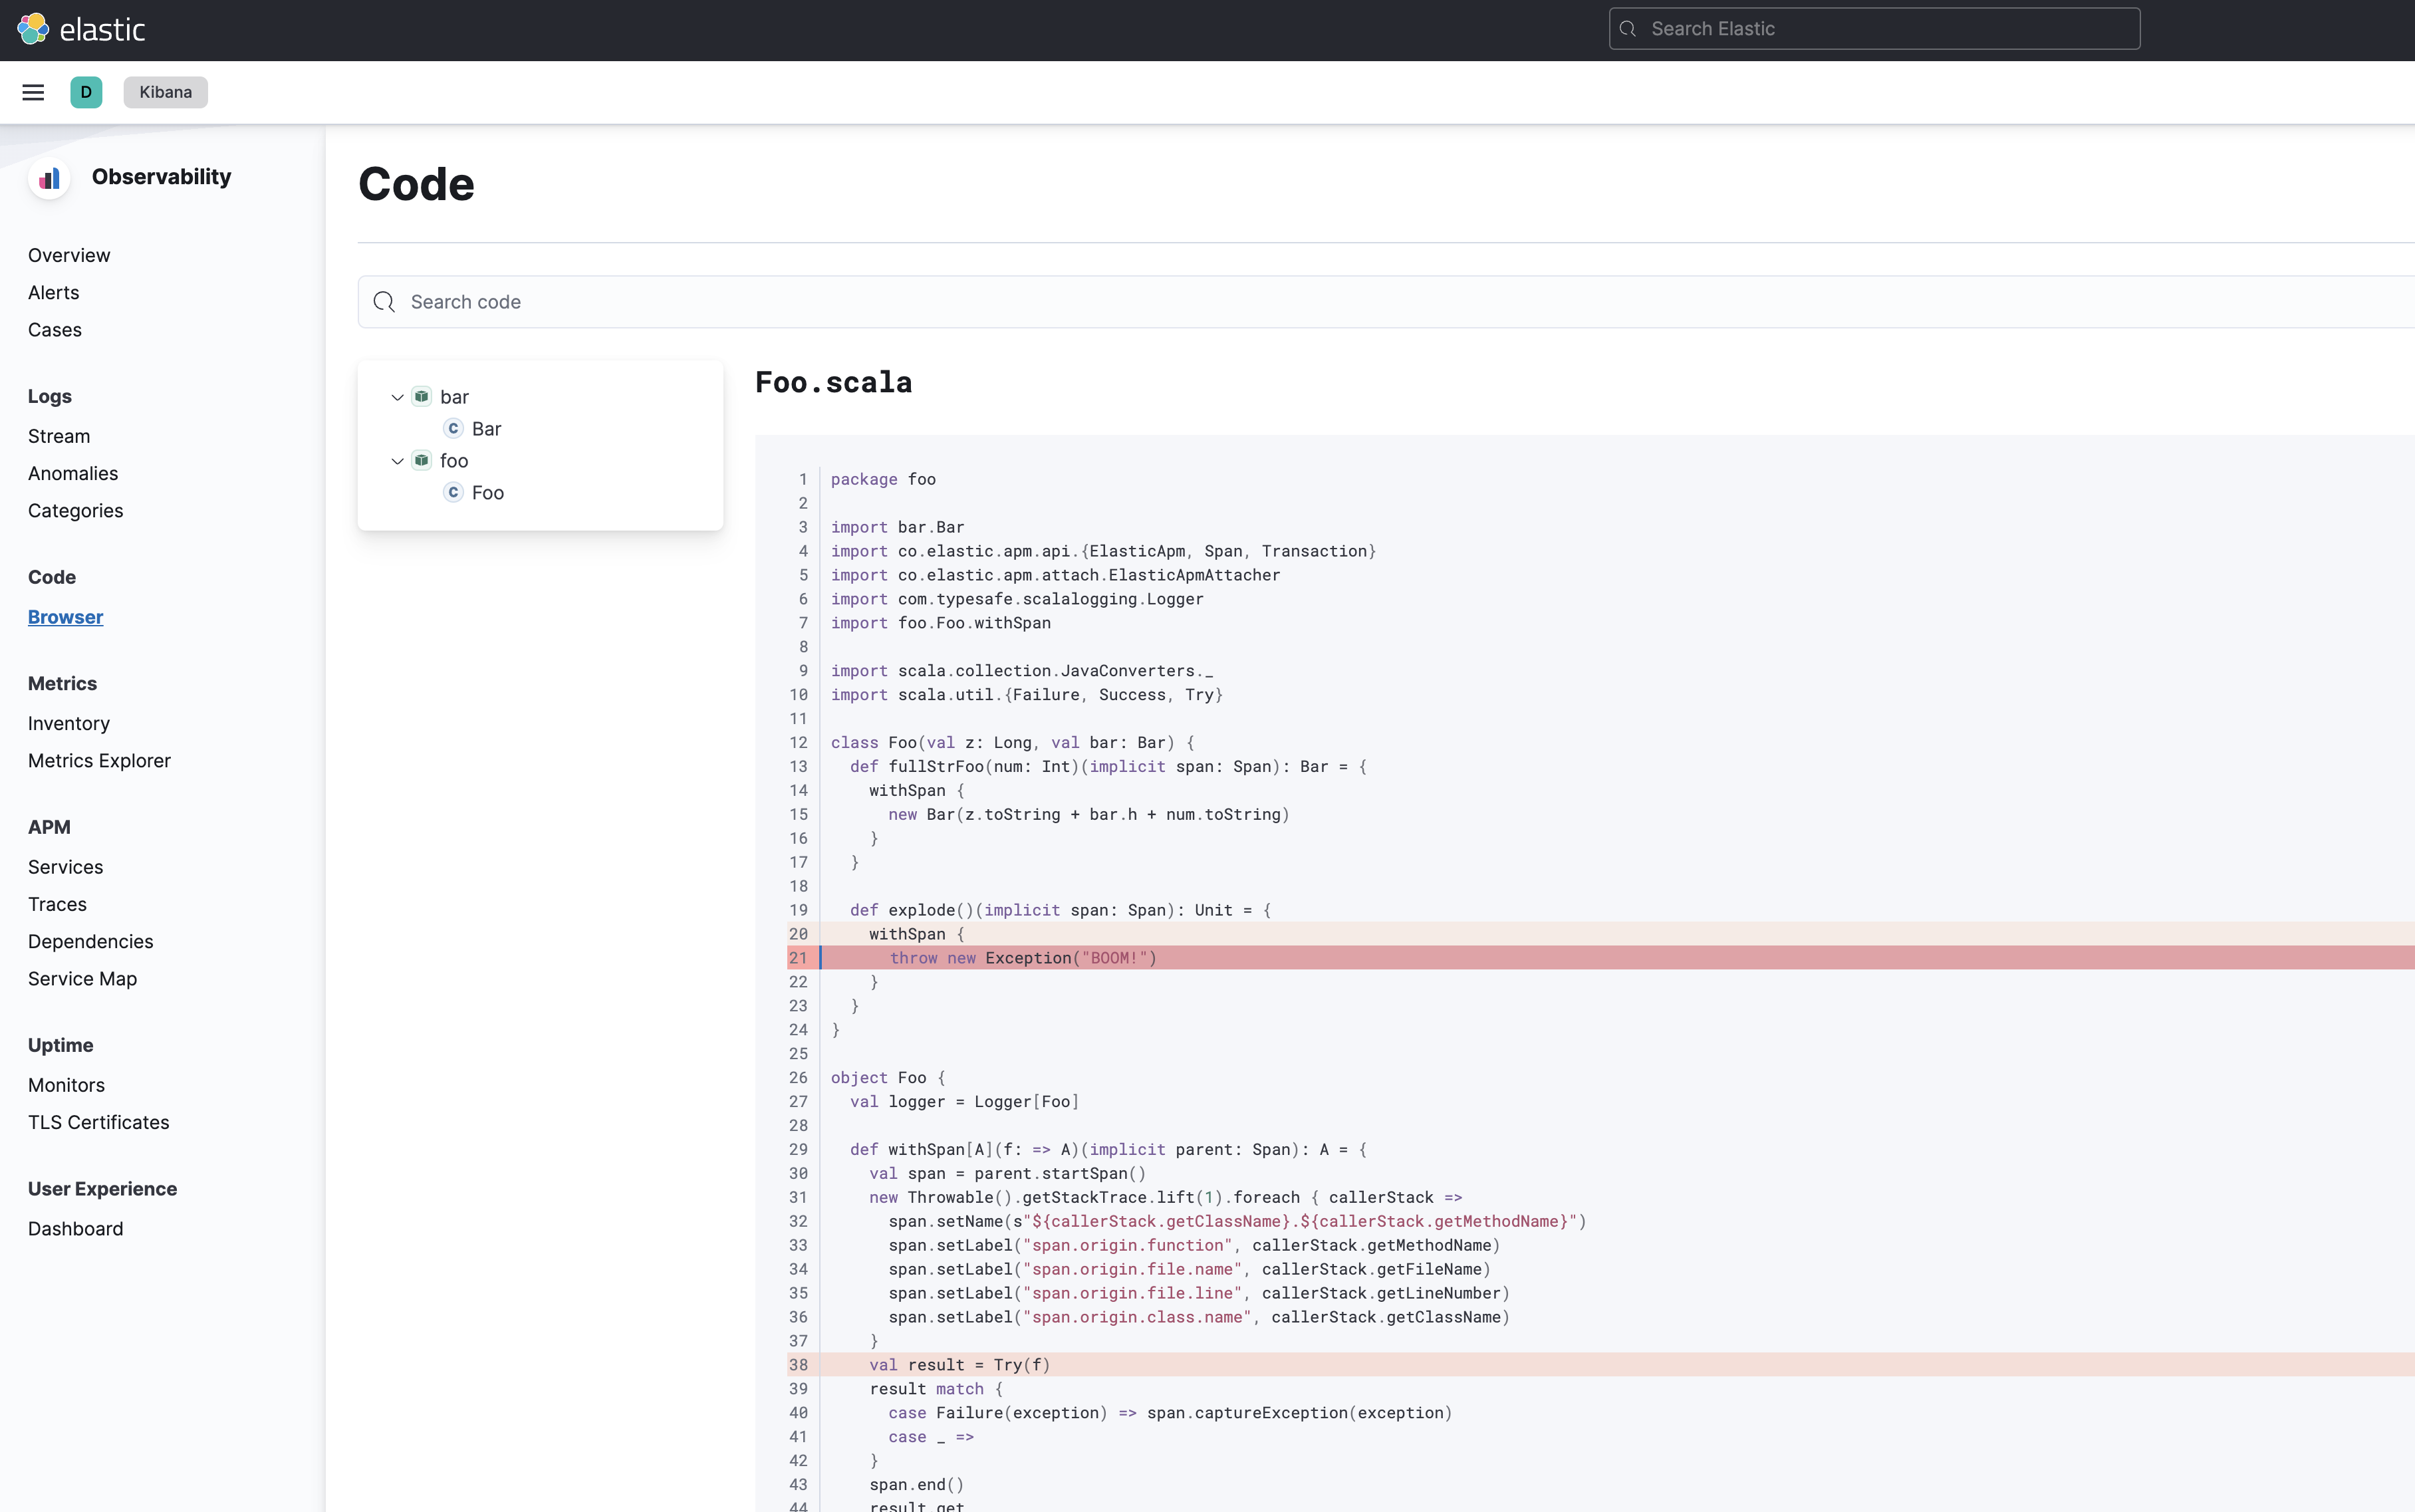 elastic
Search Elastic
D
Kibana
Observability
Overview
Alerts
Cases
Logs
Stream
Anomalies
Categories
Code
Browser
Metrics
Inventory
Metrics Explorer
APM
Services
Traces
Dependencies
Service Map
Uptime
Monitors
TLS Certificates
User Experience
Dashboard
Code
Search code
bar
C Bar
foo
C Foo
Foo.scala
1 package foo
2
3 import bar.Bar
4 import co.elastic.apm.api.{ElasticApm, Span, Transaction}
5 import co.elastic.apm.attach.ElasticApmAttacher
6 import com.typesafe.scalalogging.Logger
7 import foo.Foo.withSpan
8
9 import scala.collection.JavaConverters._
10 import scala.util.{Failure, Success, Try}
11
12 class Foo(val z: Long, val bar: Bar) {
13   def fullStrFoo(num: Int)(implicit span: Span): Bar = {
14     withSpan {
15       new Bar(z.toString + bar.h + num.toString)
16     }
17   }
18
19   def explode()(implicit span: Span): Unit = {
20     withSpan {
21       throw new Exception("BOOM!")
22     }
23   }
24 }
25
26 object Foo {
27   val logger = Logger[Foo]
28
29   def withSpan[A](f: => A)(implicit parent: Span): A = {
30     val span = parent.startSpan()
31     new Throwable().getStackTrace.lift(1).foreach { callerStack =>
32       span.setName(s"${callerStack.getClassName}.${callerStack.getMethodName}")
33       span.setLabel("span.origin.function", callerStack.getMethodName)
34       span.setLabel("span.origin.file.name", callerStack.getFileName)
35       span.setLabel("span.origin.file.line", callerStack.getLineNumber)
36       span.setLabel("span.origin.class.name", callerStack.getClassName)
37     }
38     val result = Try(f)
39     result match {
40       case Failure(exception) => span.captureException(exception)
41       case _ =>
42     }
43     span.end()
44     result.get